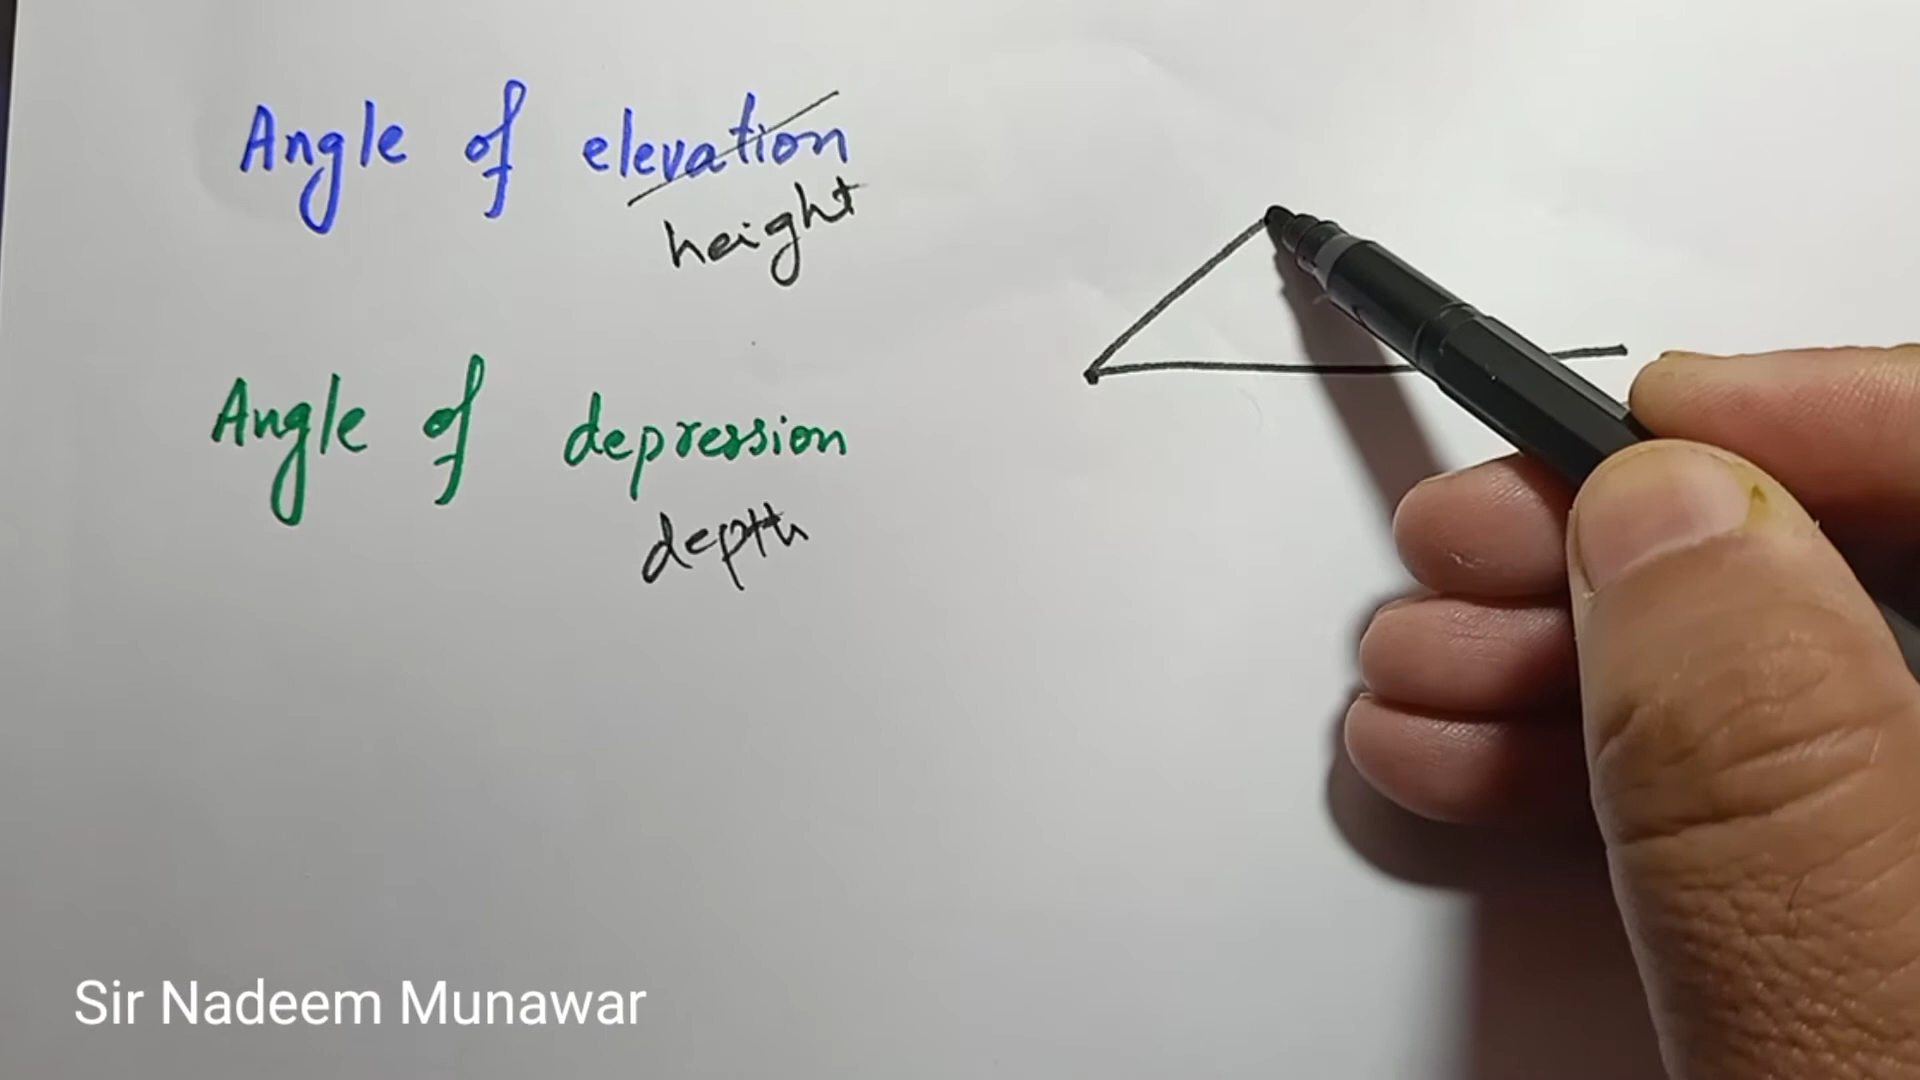 Angle of elevation
height
Angle of depression
depth
Sir Nadeem Munawar